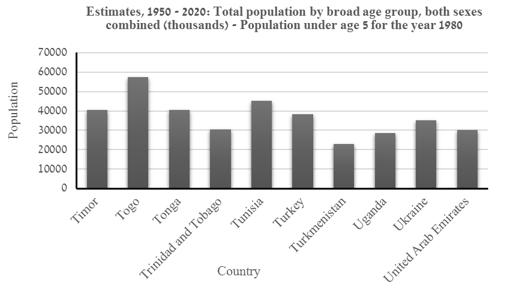 Estimates, 1950 - 2020: Total population by broad age group, both sexes
combined (thousands) - Population under age 5 for the year 1980
70000
60000
50000
40000
30000
20000
10000
0
Population
Timor
Togo
Tonga
Trinidad and Tobago
Tunisia
Turkey
Turkmenistan
Uganda
Ukraine
United Arab Emirates
Country